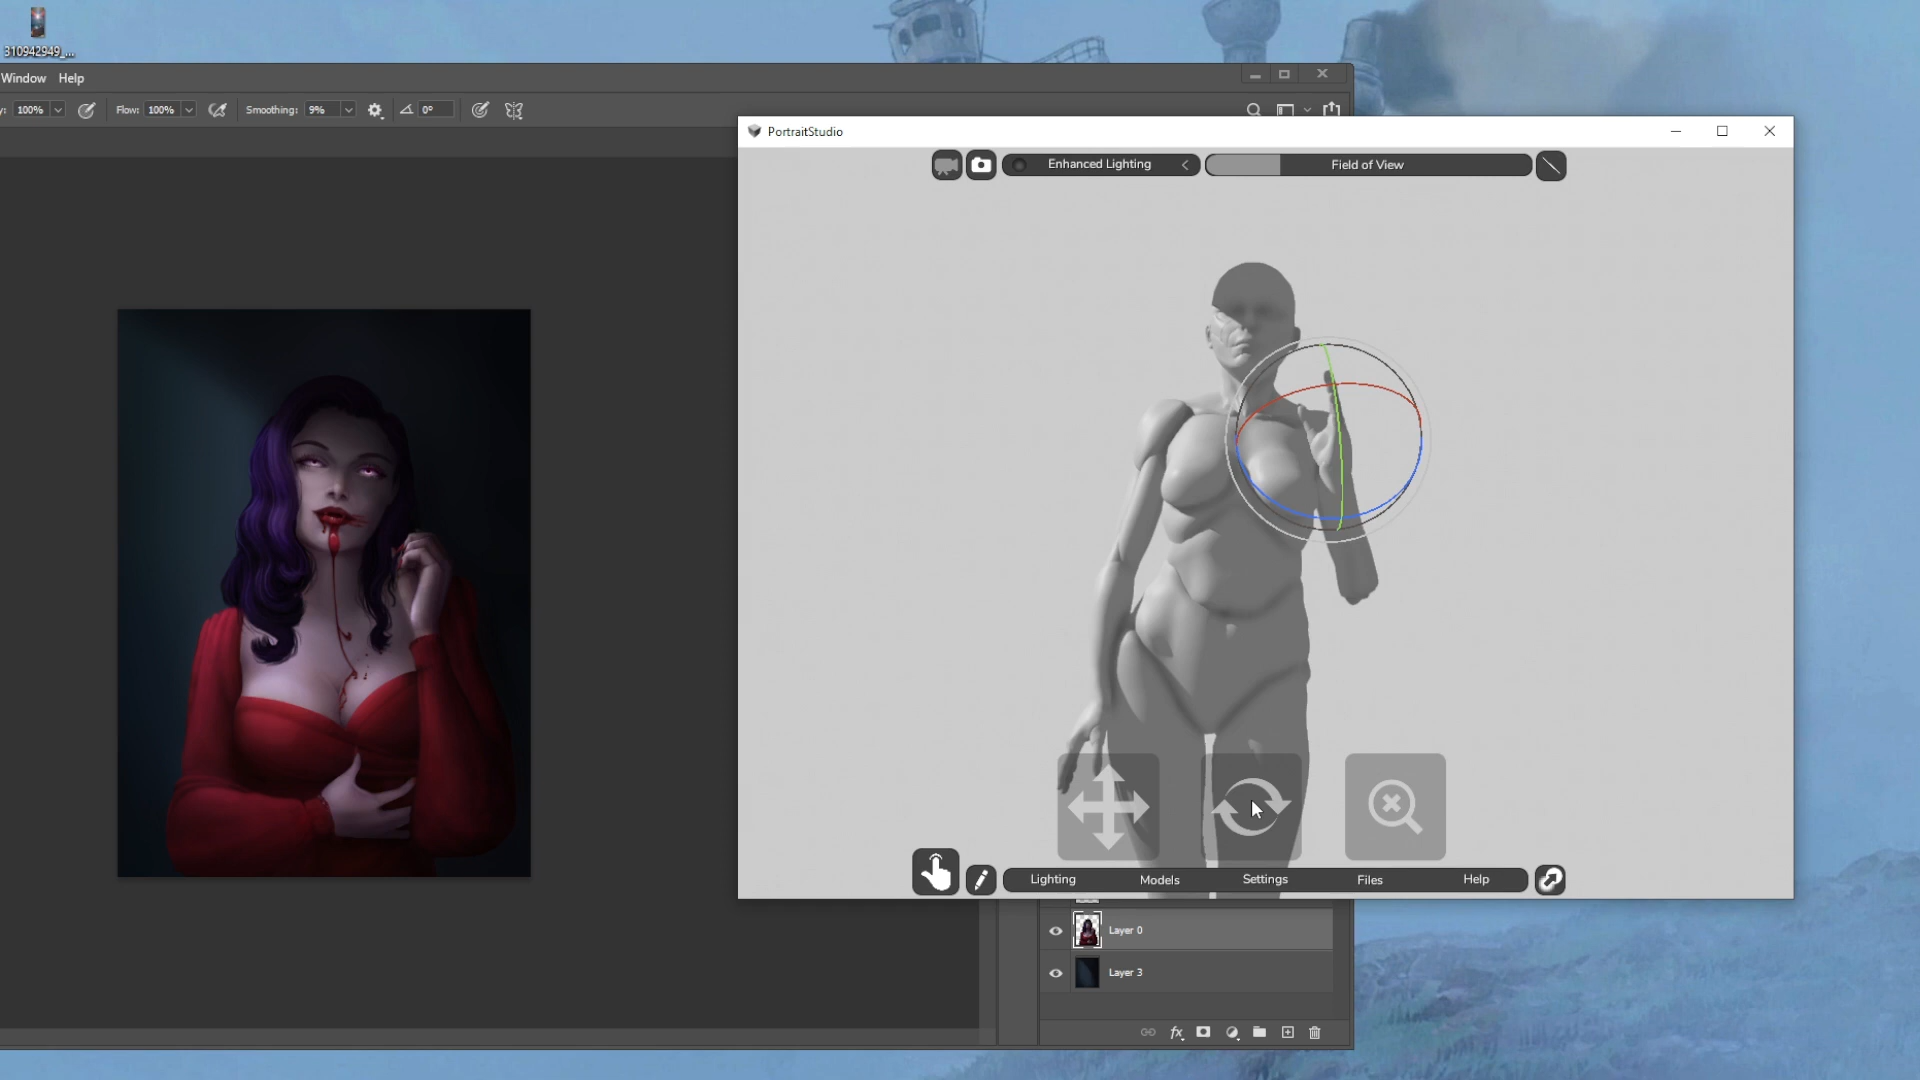 310942949_...
Window Help
y: 100% Flow: 100% Smoothing: 9% 0°
PortraitStudio
Enhanced Lighting Field of View
Lighting Models Settings Files Help
Layer 0
Layer 3
fx